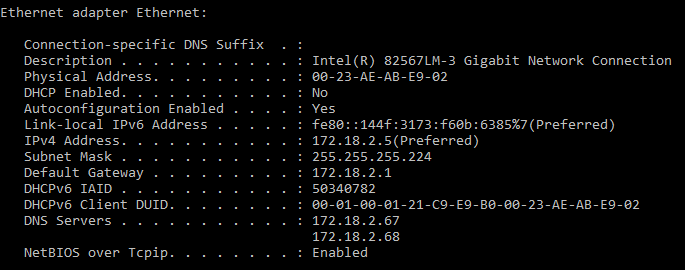 Ethernet adapter Ethernet:
Connection-specific DNS Suffix  . :
Description . . . . . . . . . . . : Intel(R) 82567LM-3 Gigabit Network Connection
Physical Address. . . . . . . . . : 00-23-AE-AB-E9-02
DHCP Enabled. . . . . . . . . . . : No
Autoconfiguration Enabled . . . . : Yes
Link-local IPv6 Address . . . . . : fe80::144f:3173:f60b:6385%7(Preferred)
IPv4 Address. . . . . . . . . . . : 172.18.2.5(Preferred)
Subnet Mask . . . . . . . . . . . : 255.255.255.224
Default Gateway . . . . . . . . . : 172.18.2.1
DHCPv6 IAID . . . . . . . . . . . : 50340782
DHCPv6 Client DUID. . . . . . . . : 00-01-00-01-21-C9-E9-B0-00-23-AE-AB-E9-02
DNS Servers . . . . . . . . . . . : 172.18.2.67
172.18.2.68
NetBIOS over Tcpip. . . . . . . . : Enabled